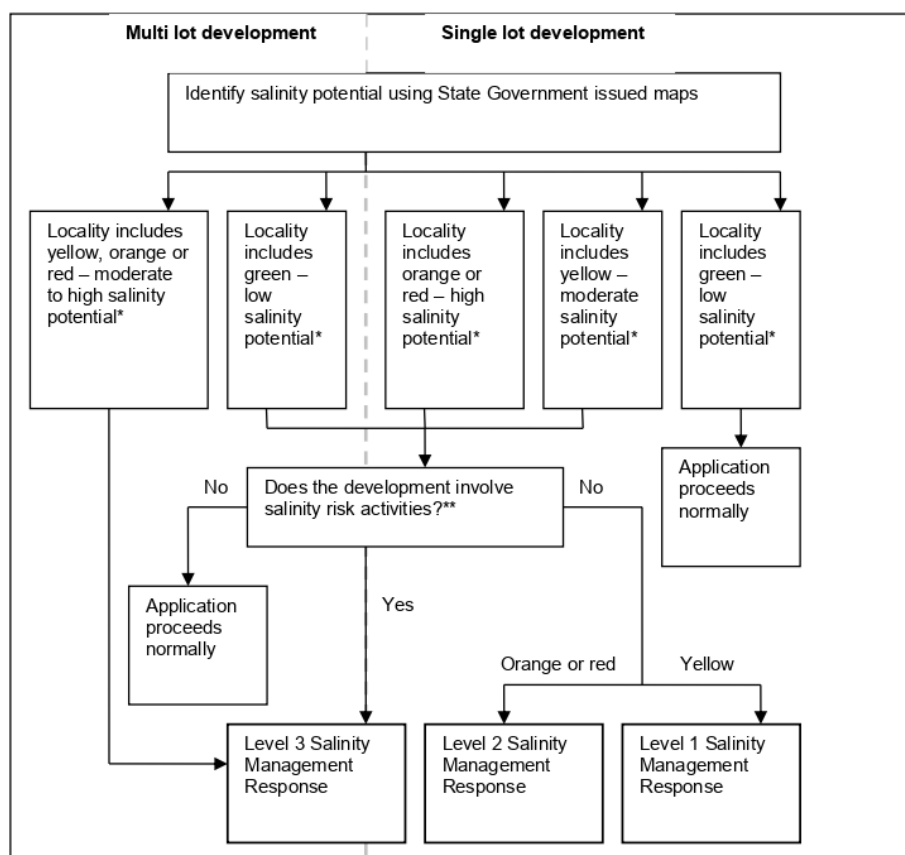 Multi lot development
Single lot development
Identify salinity potential using State Government issued maps
Locality includes
yellow, orange or
red – moderate
to high salinity
potential*
Locality
includes
green –
low
salinity
potential*
Locality
includes
orange or
red – high
salinity
potential*
Locality
includes
yellow –
moderate
salinity
potential*
Locality
includes
green –
low
salinity
potential*
No
Does the development involve
salinity risk activities?**
No
Application
proceeds
normally
Application
proceeds
normally
Yes
Orange or red
Yellow
Level 3 Salinity
Management
Response
Level 2 Salinity
Management
Response
Level 1 Salinity
Management
Response